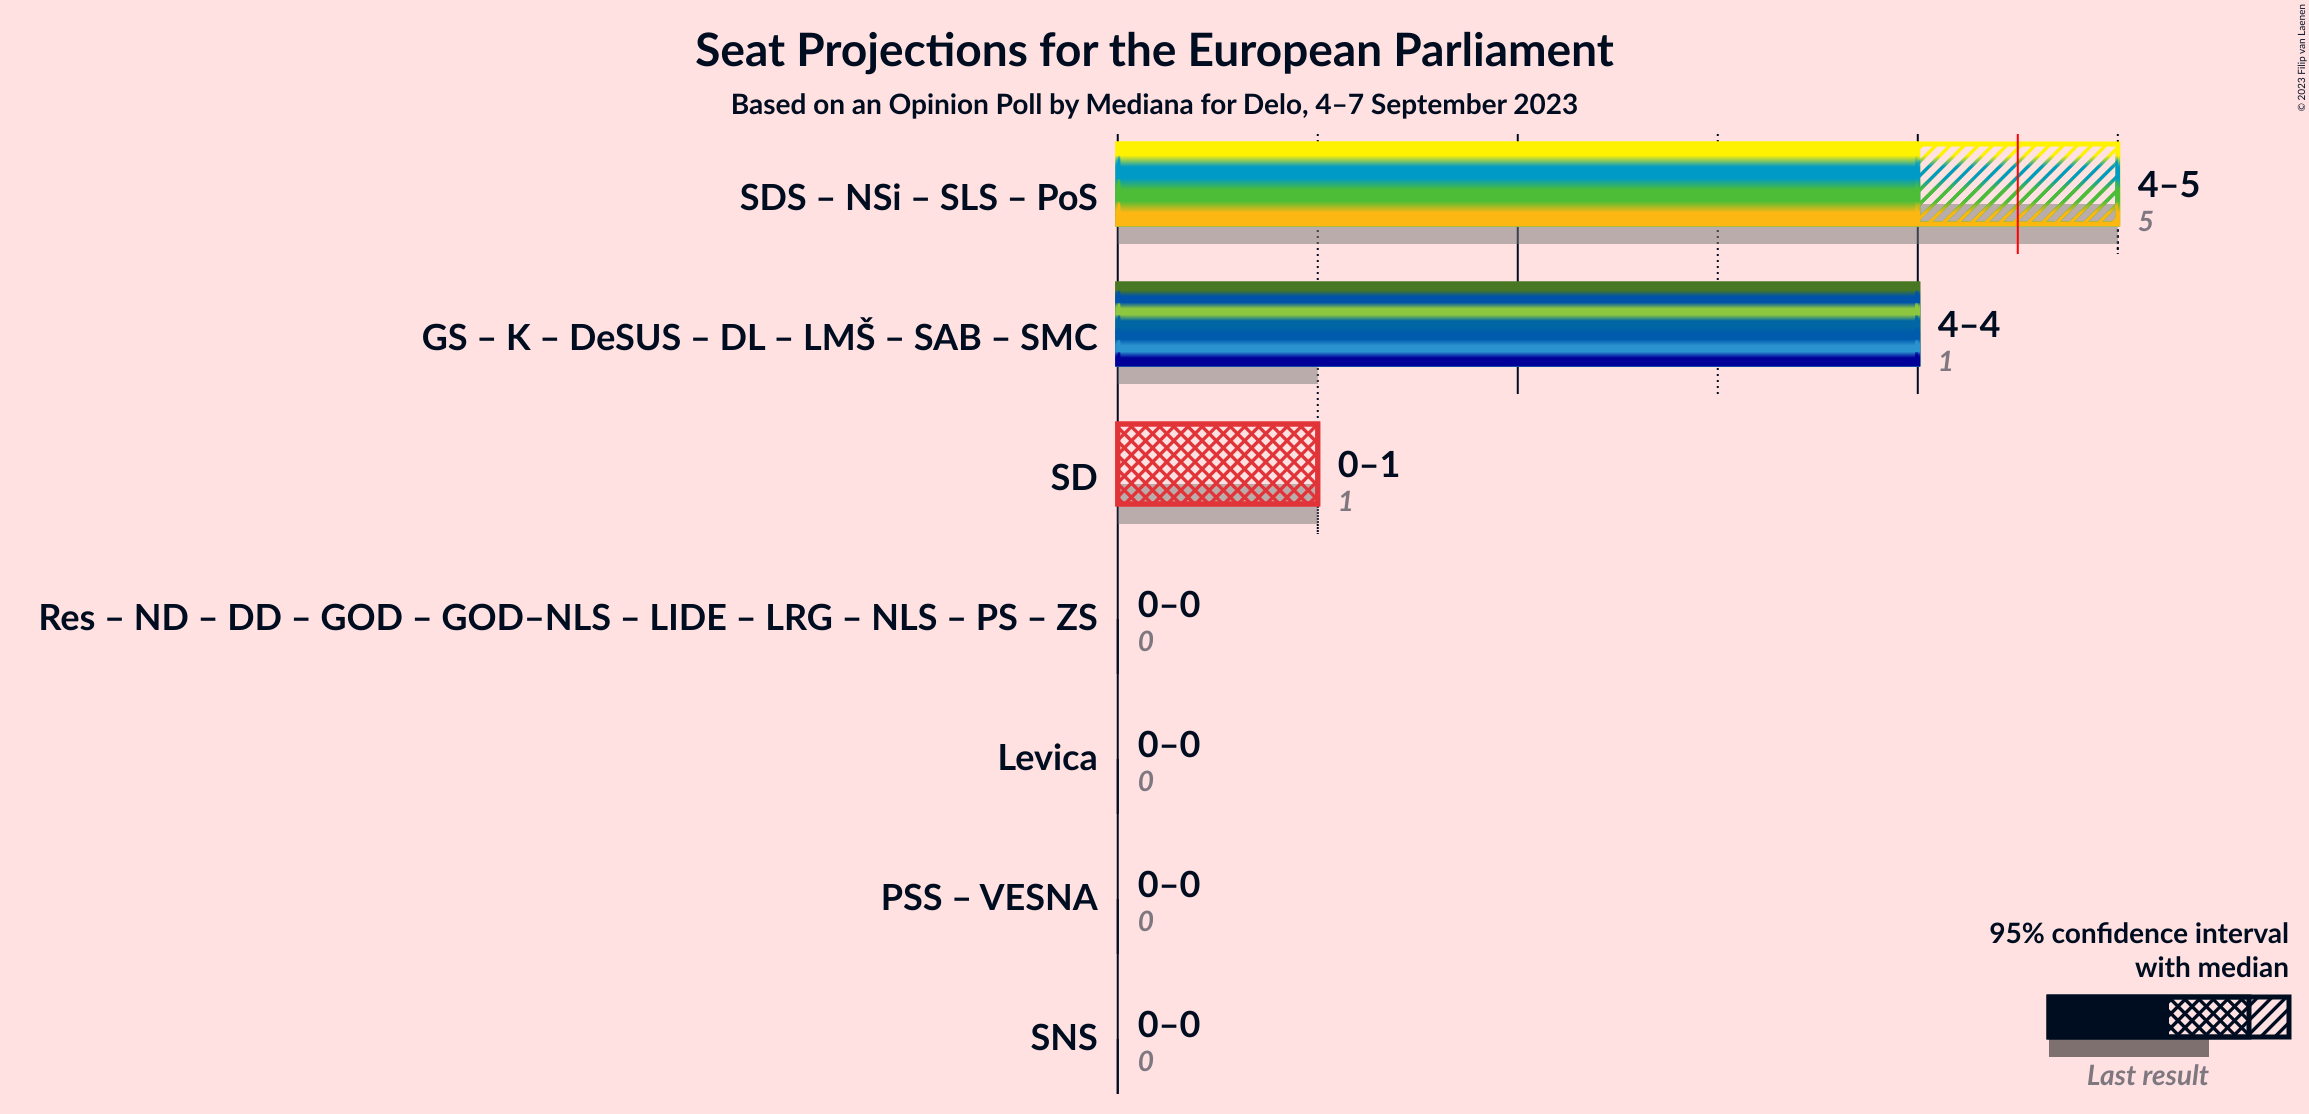 Seat Projections for the European Parliament
Based on an Opinion Poll by Mediana for Delo, 4–7 September 2023
© 2023 Filip van Laenen
SDS – NSi – SLS – PoS
4–5
5
GS – K – DeSUS – DL – LMŠ – SAB – SMC
4–4
1
SD
0–1
1
Res – ND – DD – GOD – GOD–NLS – LIDE – LRG – NLS – PS – ZS
0–0
0
Levica
0–0
0
PSS – VESNA
0–0
0
SNS
0–0
0
95% confidence interval
with median
Last result